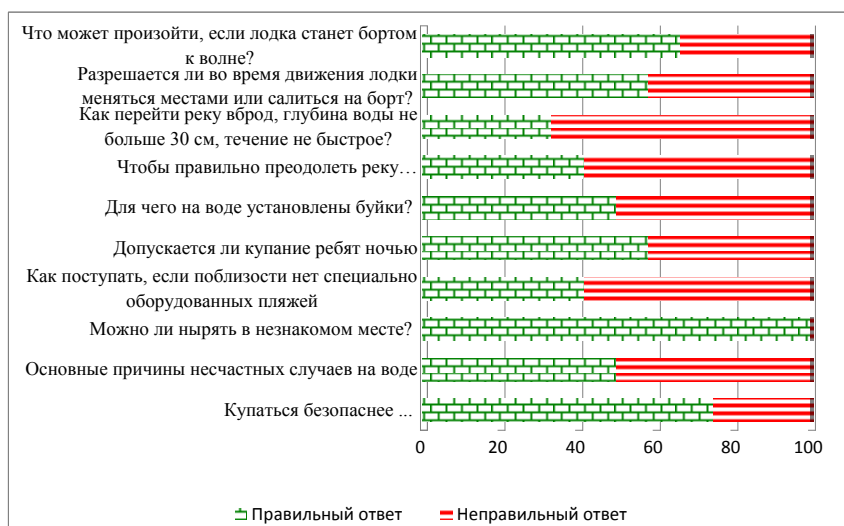 Что может произойти, если лодка станет бортом
к волне?
Разрешается ли во время движения лодки
меняться местами или салиться на борт?
Как перейти реку вброд, глубина воды не
больше 30 см, течение не быстрое?
Чтобы правильно преодолеть реку…
Для чего на воде установлены буйки?
Допускается ли купание ребят ночью
Как поступать, если поблизости нет специально
оборудованных пляжей
Можно ли нырять в незнакомом месте?
Основные причины несчастных случаев на воде
Купаться безопаснее ...
0 20 40 60 80 100
Правильный ответ Неправильный ответ